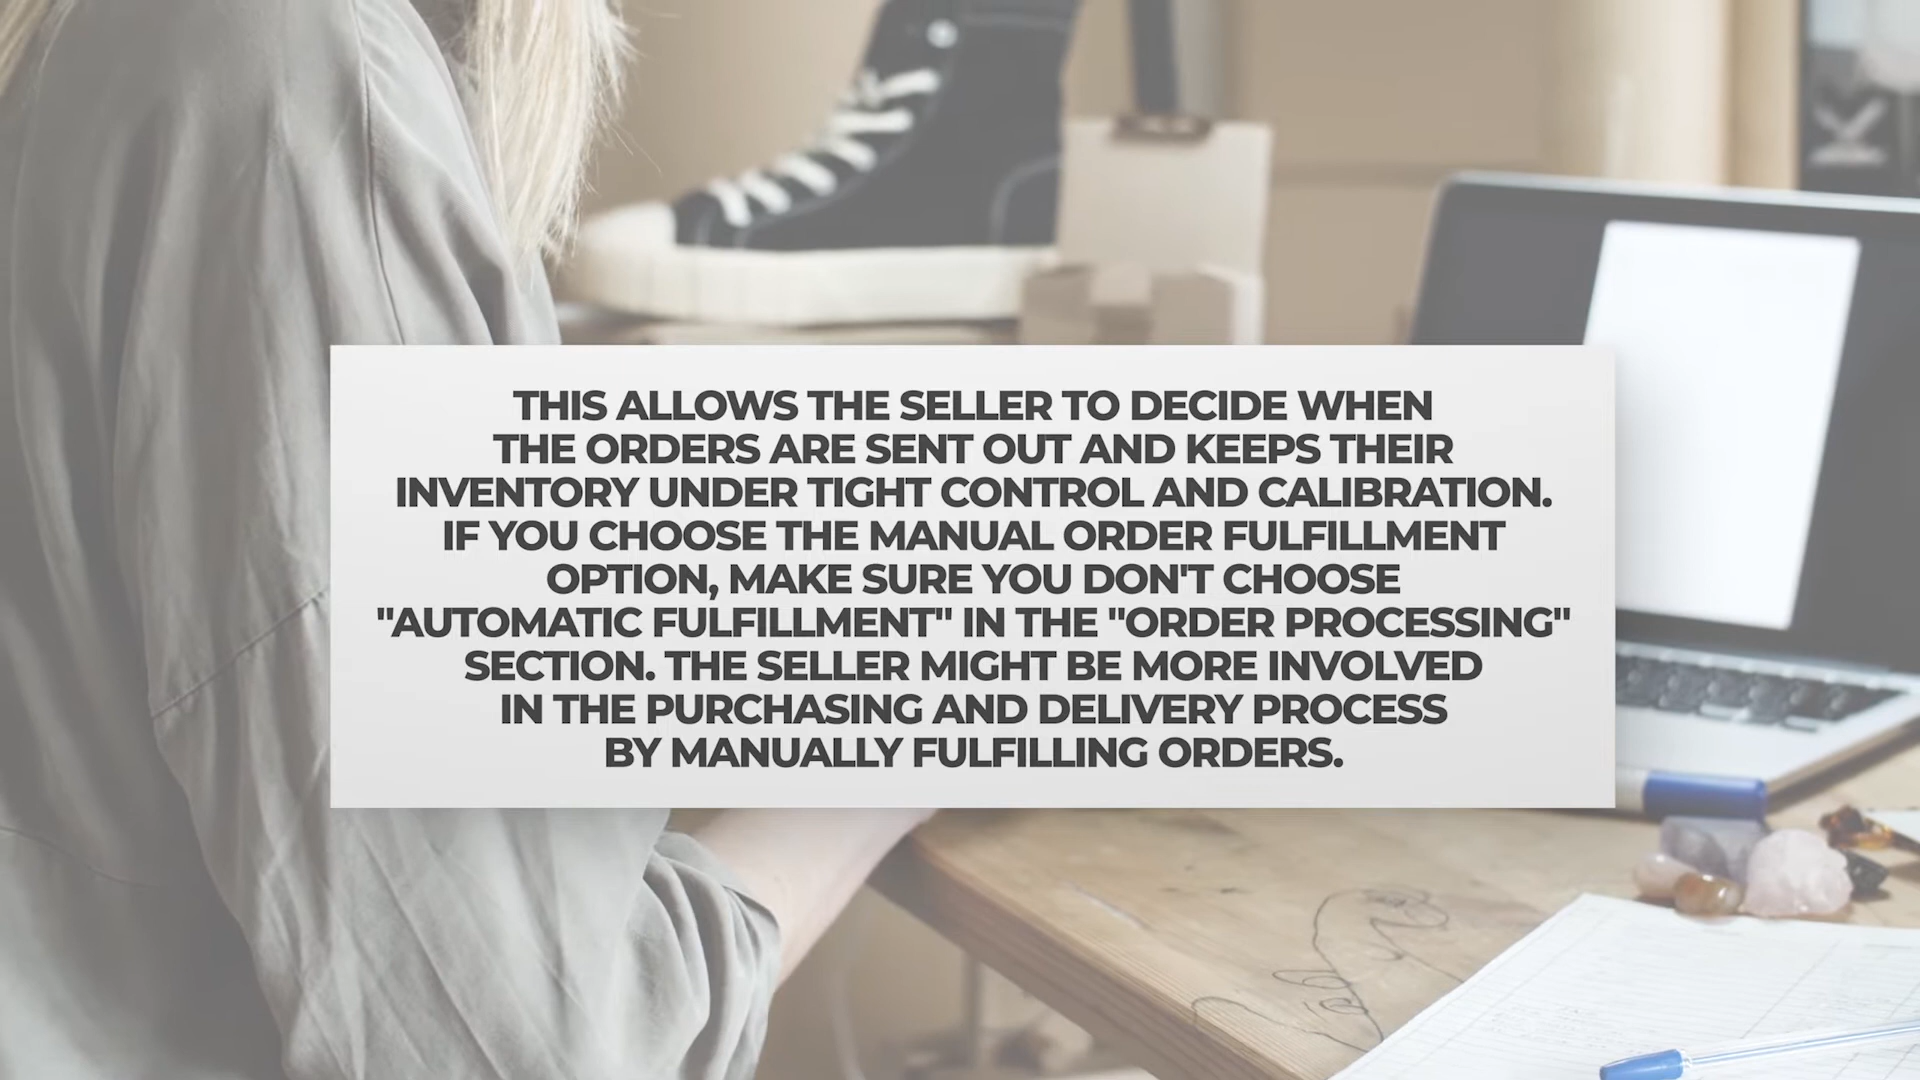 THIS ALLOWS THE SELLER TO DECIDE WHEN
THE ORDERS ARE SENT OUT AND KEEPS THEIR
INVENTORY UNDER TIGHT CONTROL AND CALIBRATION.
IF YOU CHOOSE THE MANUAL ORDER FULFILLMENT
OPTION, MAKE SURE YOU DON'T CHOOSE
"AUTOMATIC FULFILLMENT" IN THE "ORDER PROCESSING"
SECTION. THE SELLER MIGHT BE MORE INVOLVED
IN THE PURCHASING AND DELIVERY PROCESS
BY MANUALLY FULFILLING ORDERS.